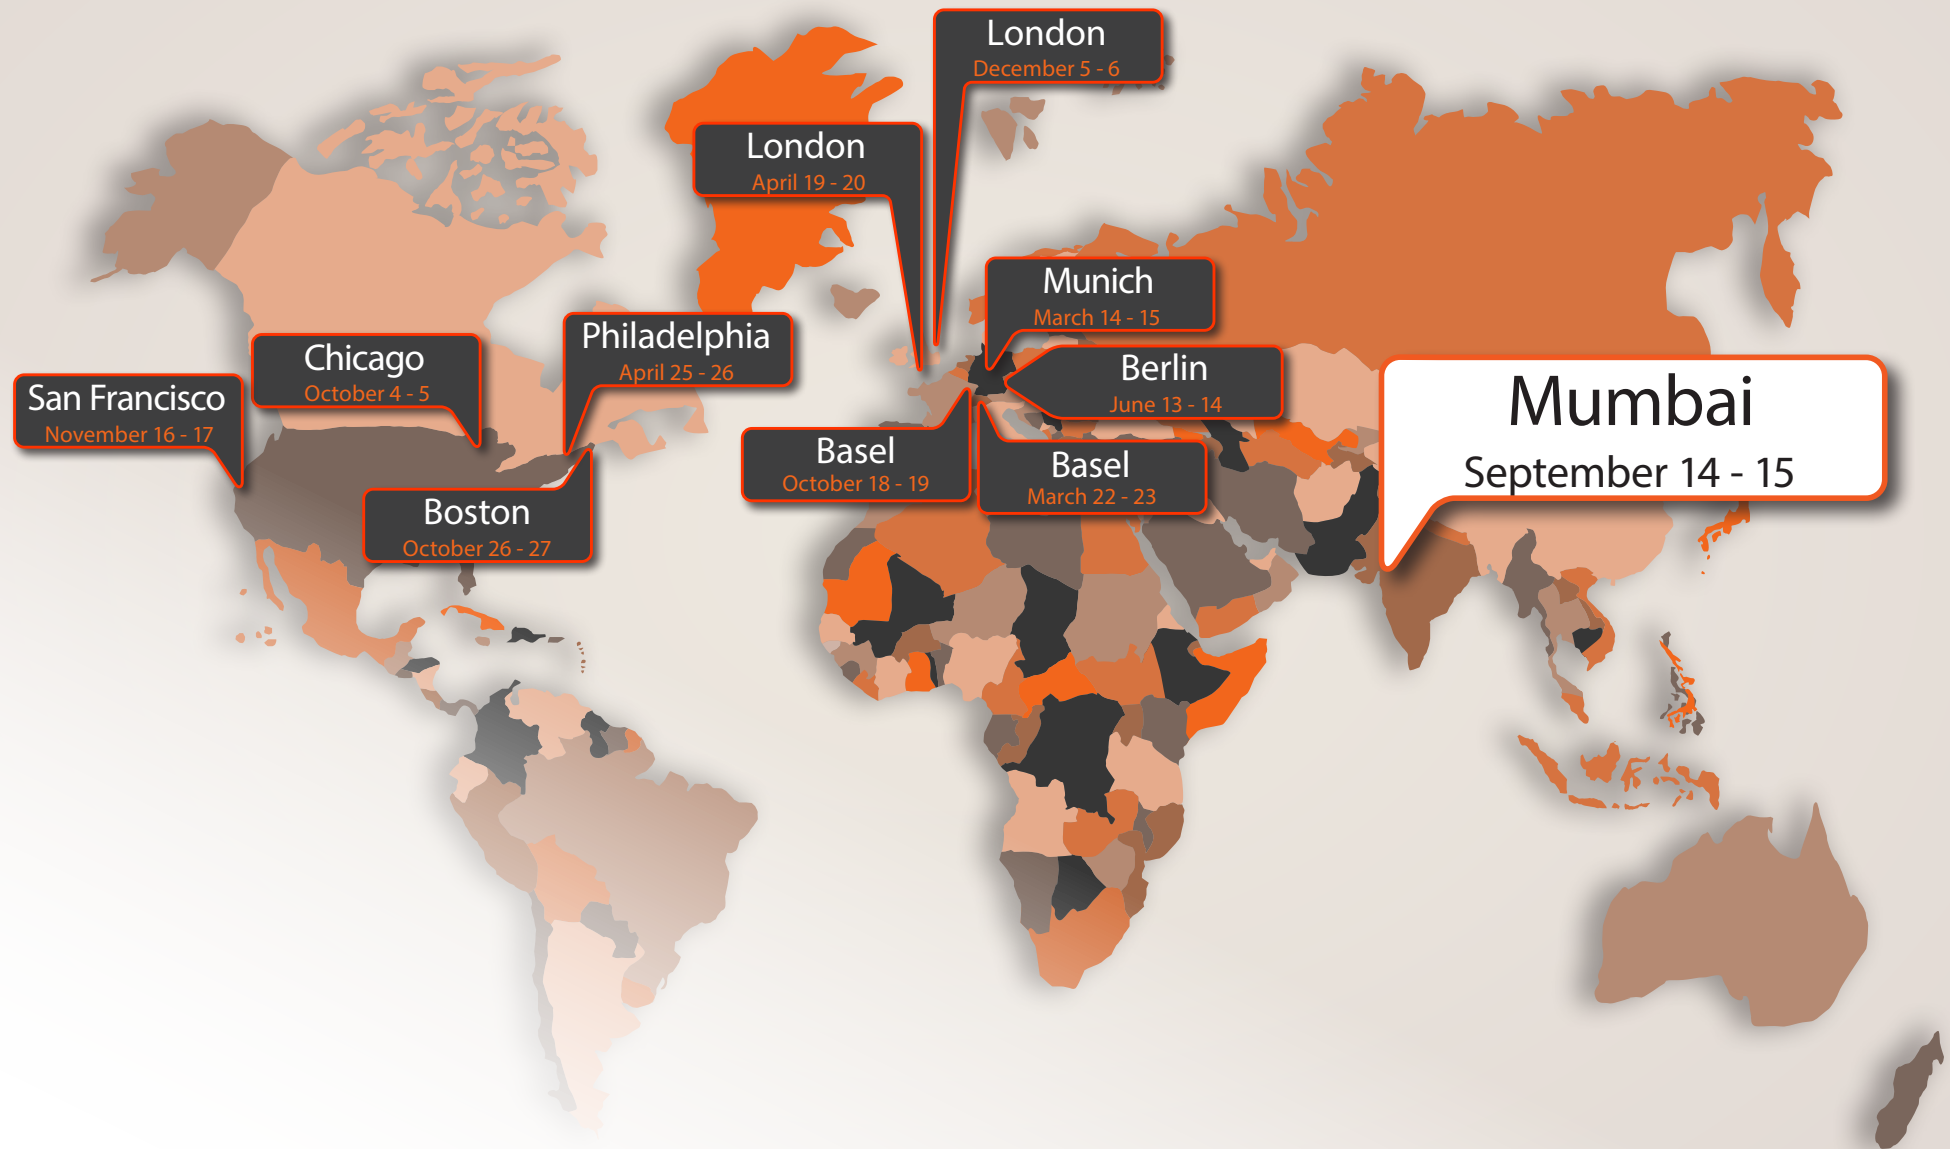 London
December 5 - 6
London
April 19 - 20
Munich
March 14 - 15
Philadelphia
April 25 - 26
Chicago
October 4 - 5
Berlin
June 13 - 14
San Francisco
November 16 - 17
Mumbai
September 14 - 15
Basel
October 18 - 19
Basel
March 22 - 23
Boston
October 26 - 27